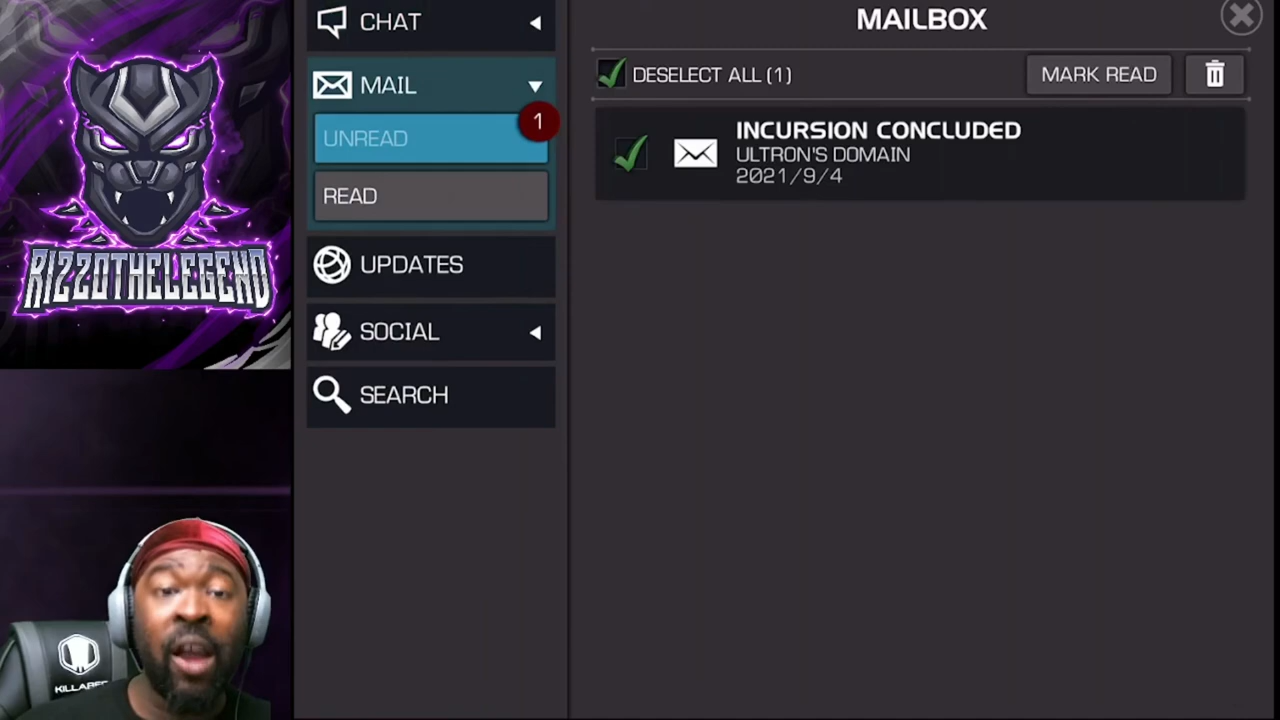 RIZZOTHELEGEND
CHAT
MAIL
UNREAD
1
READ
UPDATES
SOCIAL
SEARCH
MAILBOX
DESELECT ALL (1)
MARK READ
INCURSION CONCLUDED
ULTRON'S DOMAIN
2021/9/4